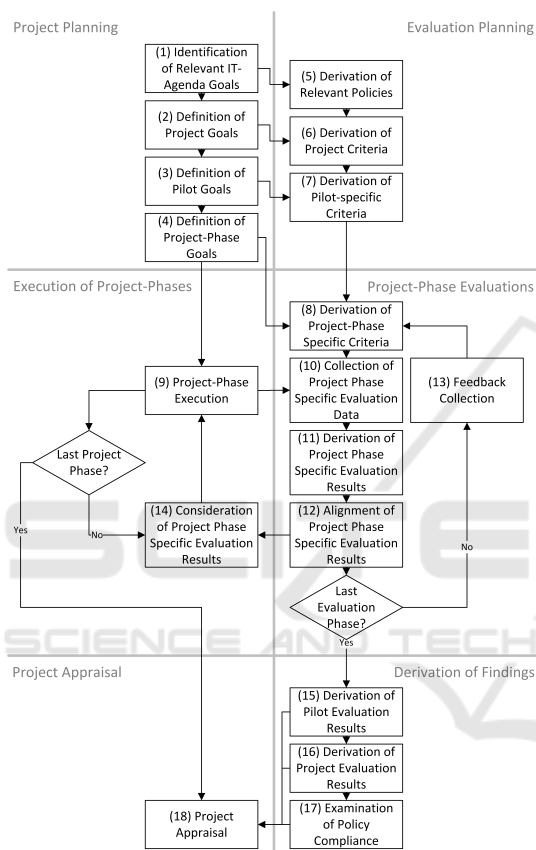 Project Planning
Evaluation Planning
(1) Identification
of Relevant IT-
Agenda Goals
(5) Derivation of
Relevant Policies
(2) Definition of
Project Goals
(6) Derivation of
Project Criteria
(3) Definition of
Pilot Goals
(7) Derivation of
Pilot-specific
Criteria
(4) Definition of
Project-Phase
Goals
Execution of Project-Phases
Project-Phase Evaluations
(8) Derivation of
Project-Phase
Specific Criteria
(9) Project-Phase
Execution
(10) Collection of
Project Phase
Specific Evaluation
Data
(13) Feedback
Collection
(11) Derivation of
Project Phase
Specific Evaluation
Results
Last Project
Phase?
(14) Consideration
of Project Phase
Specific Evaluation
Results
(12) Alignment of
Project Phase
Specific Evaluation
Results
Yes
No
No
Last
Evaluation
Phase?
Yes
SCIENCE AND TECH
Project Appraisal
Derivation of Findings
(15) Derivation of
Pilot Evaluation
Results
(16) Derivation of
Project Evaluation
Results
(17) Examination
of Policy
Compliance
(18) Project
Appraisal